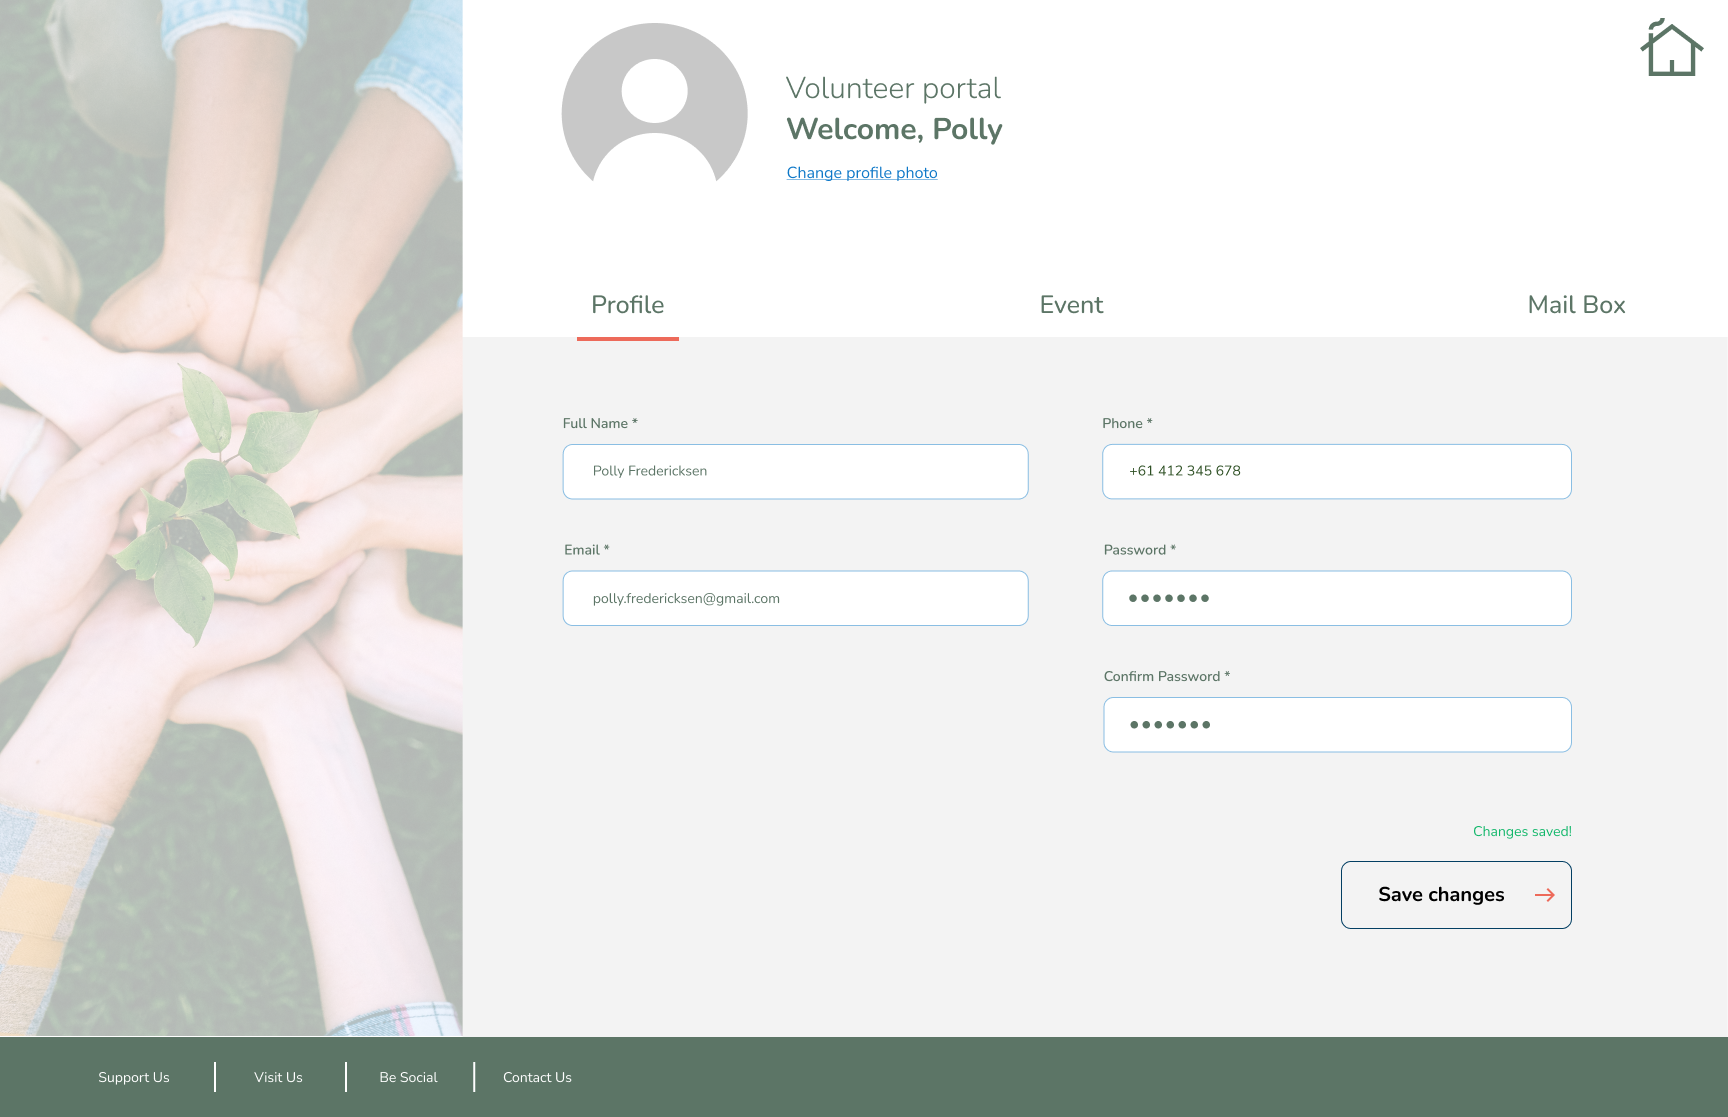 Volunteer portal
Welcome, Polly
Change profile photo
Profile
Event
Mail Box
Full Name *
Phone *
Polly Fredericksen
+61 412 345 678
Email *
Password *
polly.fredericksen@gmail.com
●●●●●●●
Confirm Password *
●●●●●●●
Changes saved!
Save changes
Support Us
Visit Us
Be Social
Contact Us